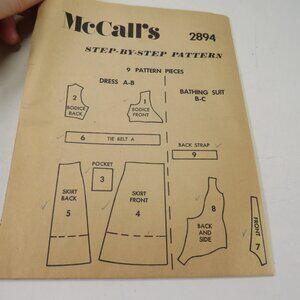 McCall's 2894
STEP-BY-STEP PATTERN
9 PATTERN PIECES
DRESS A-B
BATHING SUIT
B-C
2
BODICE
BACK
1
BODICE
FRONT
6 TIE BELT A
BACK STRAP
9
POCKET
3
SKIRT
BACK
5
SKIRT
FRONT
4
8
BACK
AND
SIDE
FRONT
7